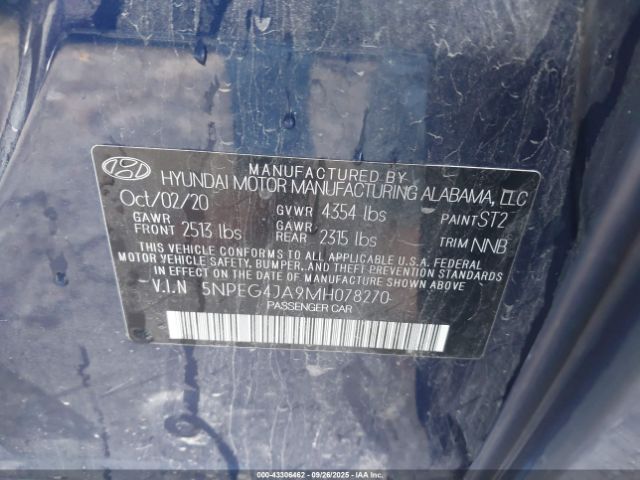 MANUFACTURED BY
HYUNDAI MOTOR MANUFACTURING ALABAMA, LLC
Oct/02/20 GVWR 4354 lbs PAINT ST2
GAWR FRONT 2513 lbs GAWR REAR 2315 lbs TRIM NNB
THIS VEHICLE CONFORMS TO ALL APPLICABLE U.S.A. FEDERAL
MOTOR VEHICLE SAFETY, BUMPER, AND THEFT PREVENTION STANDARDS
IN EFFECT ON THE DATE OF MANUFACTURE SHOWN ABOVE.
V.I.N 5NPEG4JA9MH078270
PASSENGER CAR
000-43306462 09/26/2025 © Copyright IAA, LLC